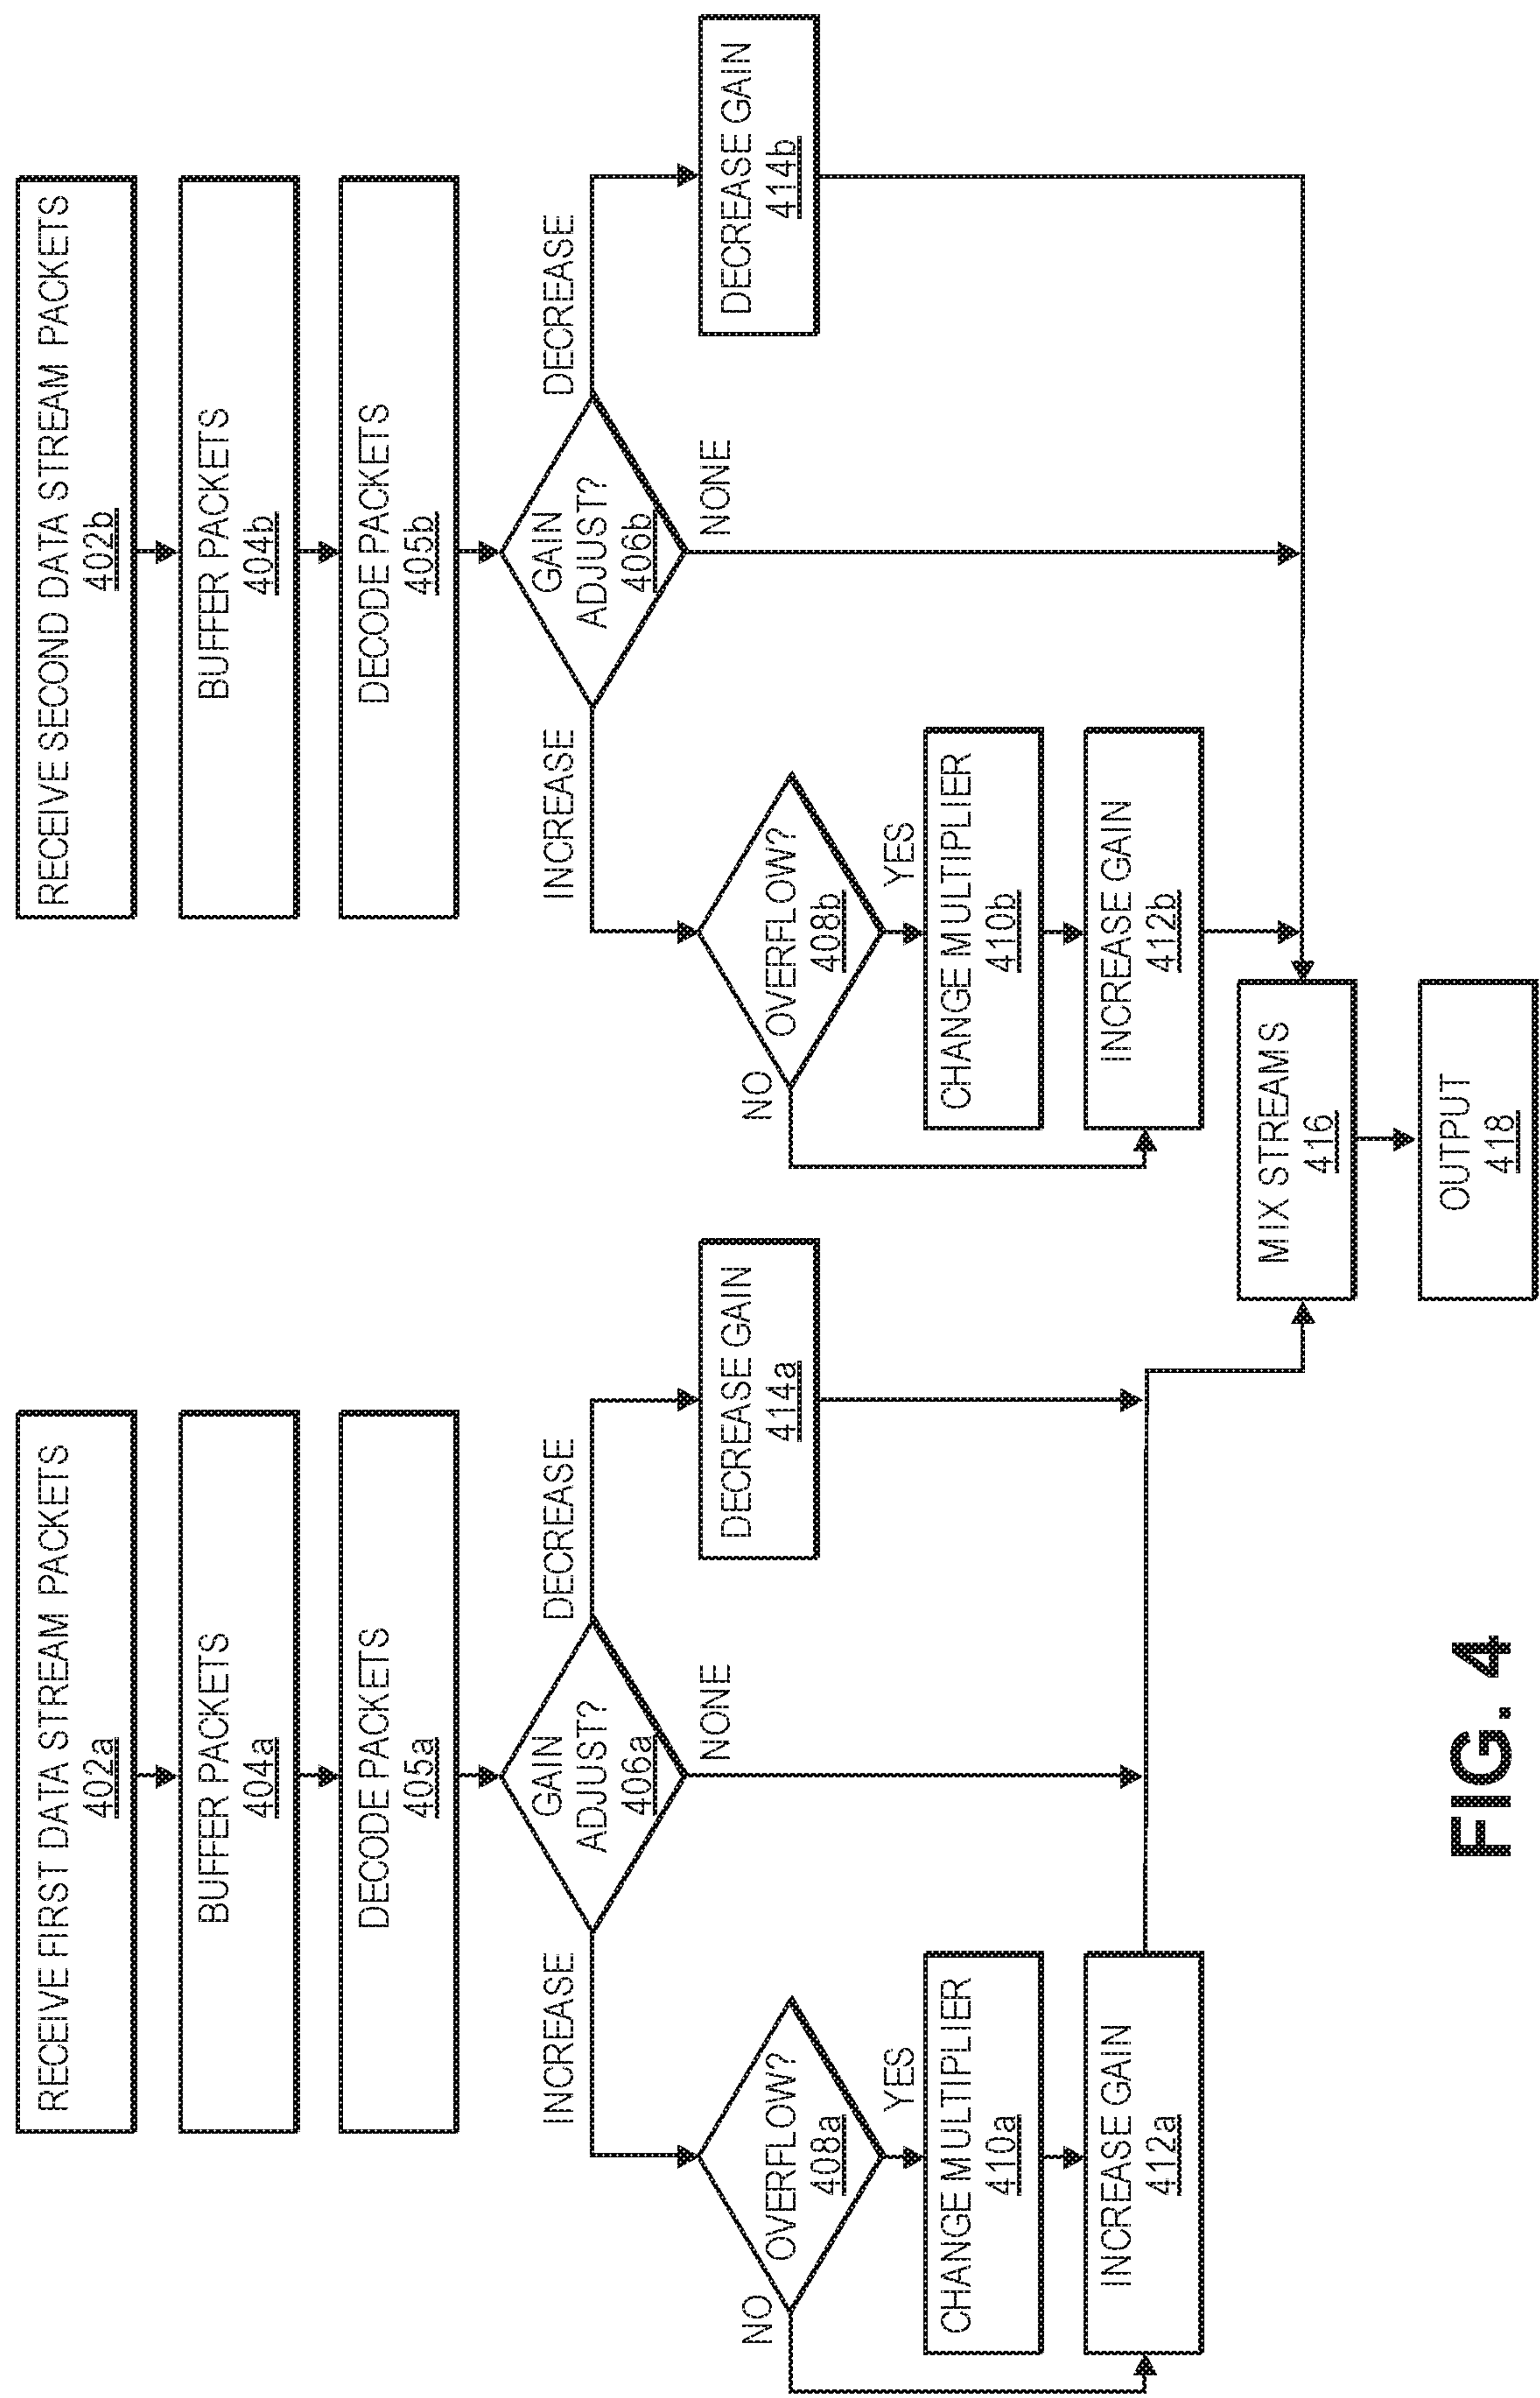 RECEIVE FIRST DATA STREAM PACKETS
402a
BUFFER PACKETS
404a
DECODE PACKETS
405a
GAIN
ADJUST?
406a
INCREASE
DECREASE
NONE
OVERFLOW?
408a
NO
YES
CHANGE MULTIPLIER
410a
INCREASE GAIN
412a
DECREASE GAIN
414a
RECEIVE SECOND DATA STREAM PACKETS
402b
BUFFER PACKETS
404b
DECODE PACKETS
405b
GAIN
ADJUST?
406b
INCREASE
DECREASE
NONE
OVERFLOW?
408b
NO
YES
CHANGE MULTIPLIER
410b
INCREASE GAIN
412b
DECREASE GAIN
414b
MIX STREAMS
416
OUTPUT
418
FIG. 4